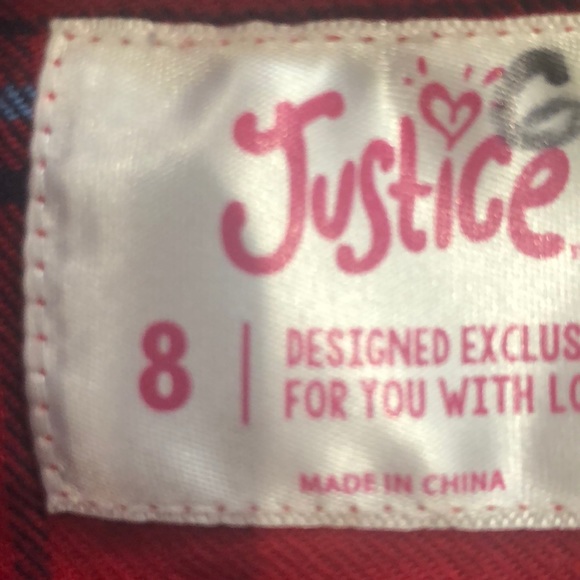 Justice
8
DESIGNED EXCLUS
FOR YOU WITH LO
MADE IN CHINA